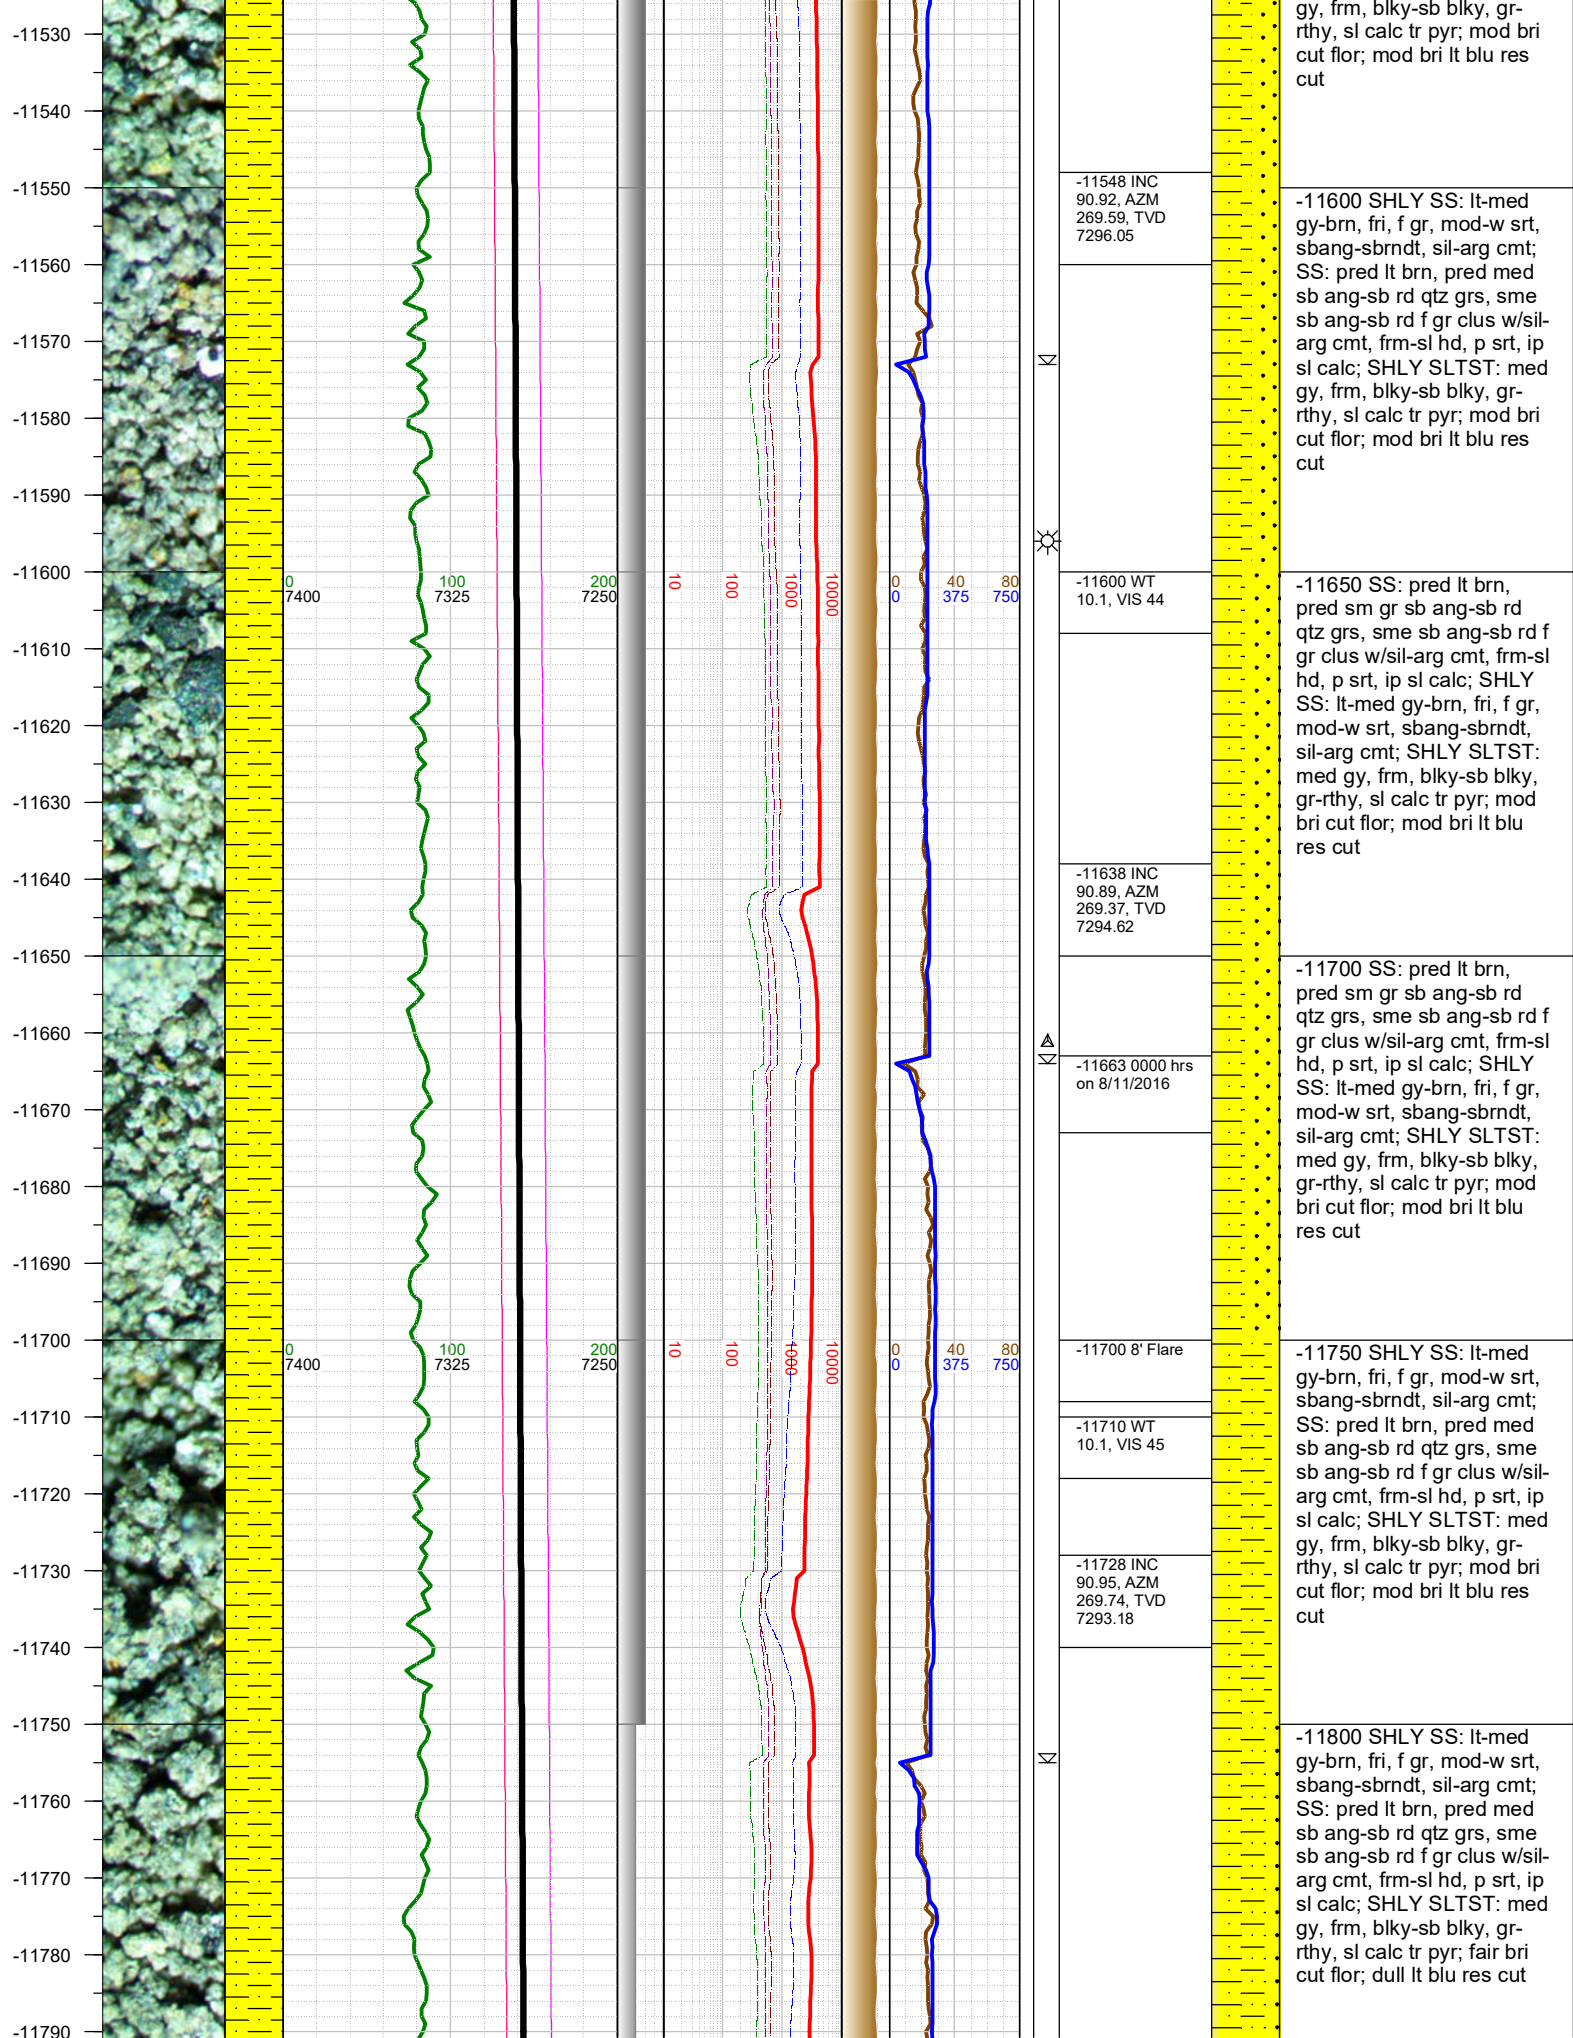 gy, frm, blky-sb blky, gr-
rthy, sl calc tr pyr; mod bri
cut flor; mod bri lt blu res
cut
-11530
-11540
-11550
-11560
-11570
-11580
-11590
-11600
-11610
-11620
-11630
-11640
-11650
-11660
-11670
-11680
-11690
-11700
-11710
-11720
-11730
-11740
-11750
-11760
-11770
-11780
-11790
0 100 200
7400 7325 7250
10 100 1000 10000
0 40 80
0 375 750
0 100 200
7400 7325 7250
10 100 1000 10000
0 40 80
0 375 750
-11548 INC
90.92, AZM
269.59, TVD
7296.05
-11600 WT
10.1, VIS 44
-11638 INC
90.89, AZM
269.37, TVD
7294.62
-11663 0000 hrs
on 8/11/2016
-11700 8' Flare
-11710 WT
10.1, VIS 45
-11728 INC
90.95, AZM
269.74, TVD
7293.18
-11600 SHLY SS: lt-med
gy-brn, fri, f gr, mod-w srt,
sbang-sbrndt, sil-arg cmt;
SS: pred lt brn, pred med
sb ang-sb rd qtz grs, sme
sb ang-sb rd f gr clus w/sil-
arg cmt, frm-sl hd, p srt, ip
sl calc; SHLY SLTST: med
gy, frm, blky-sb blky, gr-
rthy, sl calc tr pyr; mod bri
cut flor; mod bri lt blu res
cut
-11650 SS: pred lt brn,
pred sm gr sb ang-sb rd
qtz grs, sme sb ang-sb rd f
gr clus w/sil-arg cmt, frm-sl
hd, p srt, ip sl calc; SHLY
SS: lt-med gy-brn, fri, f gr,
mod-w srt, sbang-sbrndt,
sil-arg cmt; SHLY SLTST:
med gy, frm, blky-sb blky,
gr-rthy, sl calc tr pyr; mod
bri cut flor; mod bri lt blu
res cut
-11700 SS: pred lt brn,
pred sm gr sb ang-sb rd
qtz grs, sme sb ang-sb rd f
gr clus w/sil-arg cmt, frm-sl
hd, p srt, ip sl calc; SHLY
SS: lt-med gy-brn, fri, f gr,
mod-w srt, sbang-sbrndt,
sil-arg cmt; SHLY SLTST:
med gy, frm, blky-sb blky,
gr-rthy, sl calc tr pyr; mod
bri cut flor; mod bri lt blu
res cut
-11750 SHLY SS: lt-med
gy-brn, fri, f gr, mod-w srt,
sbang-sbrndt, sil-arg cmt;
SS: pred lt brn, pred med
sb ang-sb rd qtz grs, sme
sb ang-sb rd f gr clus w/sil-
arg cmt, frm-sl hd, p srt, ip
sl calc; SHLY SLTST: med
gy, frm, blky-sb blky, gr-
rthy, sl calc tr pyr; mod bri
cut flor; mod bri lt blu res
cut
-11800 SHLY SS: lt-med
gy-brn, fri, f gr, mod-w srt,
sbang-sbrndt, sil-arg cmt;
SS: pred lt brn, pred med
sb ang-sb rd qtz grs, sme
sb ang-sb rd f gr clus w/sil-
arg cmt, frm-sl hd, p srt, ip
sl calc; SHLY SLTST: med
gy, frm, blky-sb blky, gr-
rthy, sl calc tr pyr; fair bri
cut flor; dull lt blu res cut